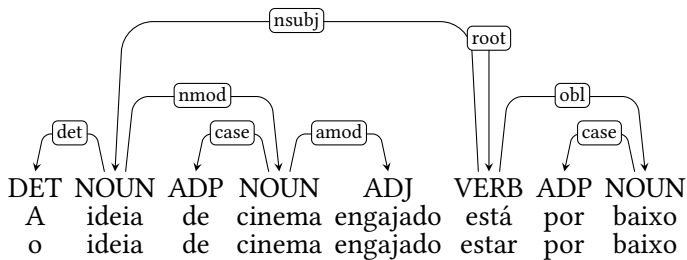 nsubj
root
nmod obl
det case amod case
DET NOUN ADP NOUN ADJ VERB ADP NOUN
A ideia de cinema engajado está por baixo
o ideia de cinema engajado estar por baixo